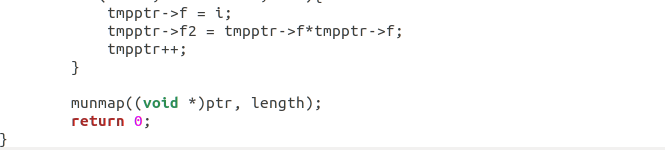 tmpptr->f = i;
tmpptr->f2 = tmpptr->f*tmpptr->f;
tmpptr++;
}
munmap((void *)ptr, length);
return 0;
}